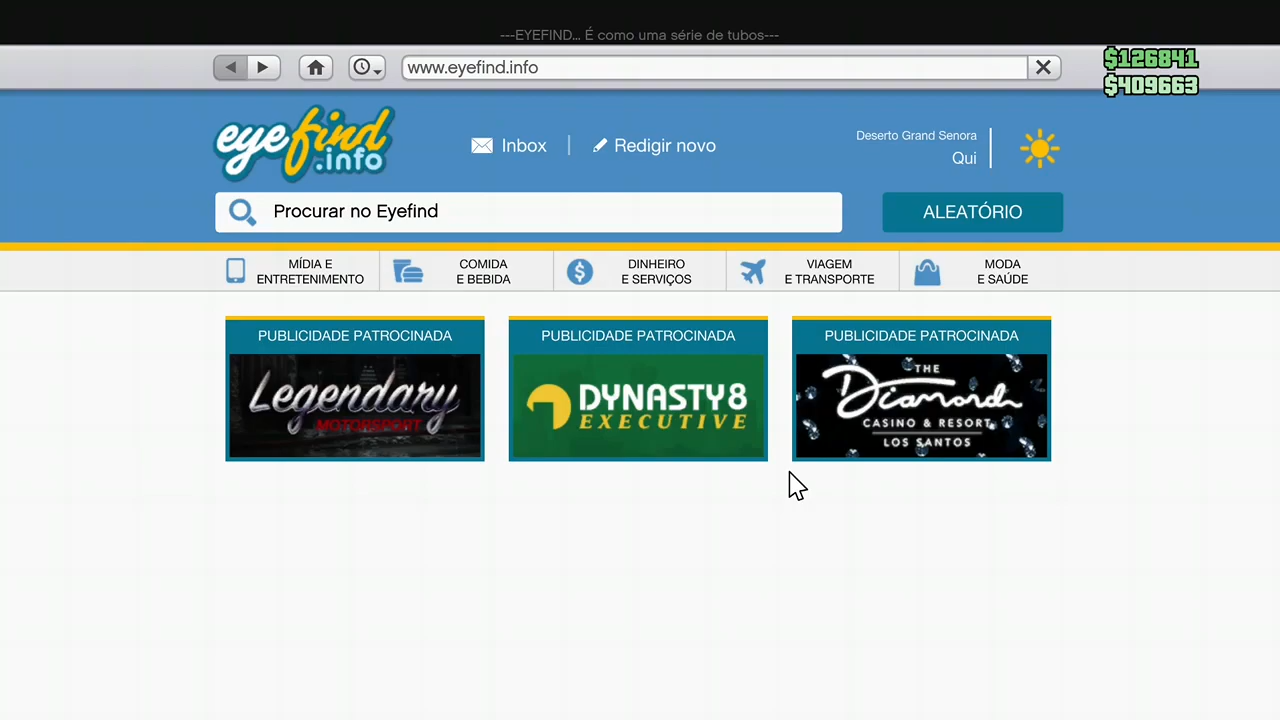 ---EYEFIND... É como uma série de tubos---
www.eyefind.info
$126841
$409663
eyefind
.info
Inbox
Redigir novo
Deserto Grand Senora
Qui
Procurar no Eyefind
ALEATÓRIO
MÍDIA E
ENTRETENIMENTO
COMIDA
E BEBIDA
DINHEIRO
E SERVIÇOS
VIAGEM
E TRANSPORTE
MODA
E SAÚDE
PUBLICIDADE PATROCINADA
Legendary
MOTORSPORT
PUBLICIDADE PATROCINADA
DYNASTY8
EXECUTIVE
PUBLICIDADE PATROCINADA
THE
Diamond
CASINO & RESORT
LOS SANTOS